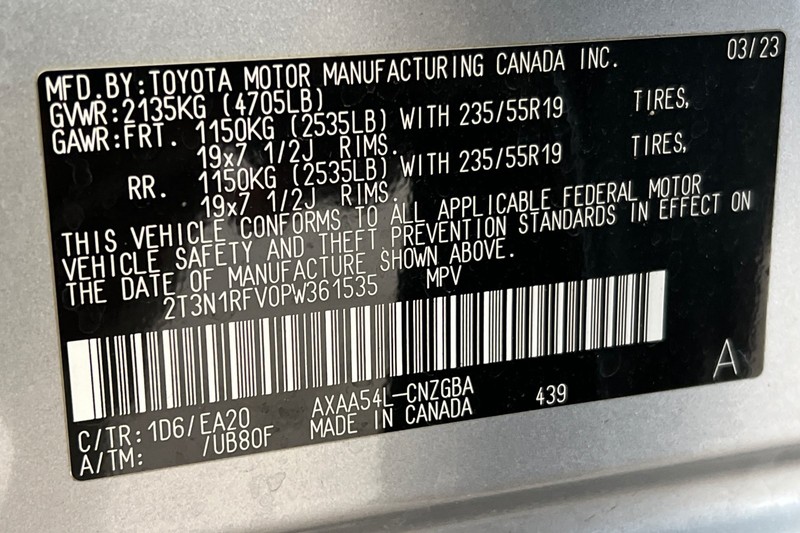 03/23
MFD.BY:TOYOTA MOTOR MANUFACTURING CANADA INC.
GVWR:2135KG (4705LB)
GAWR:FRT. 1150KG (2535LB) WITH 235/55R19 TIRES,
19x7 1/2J RIMS.
RR. 1150KG (2535LB) WITH 235/55R19 TIRES,
19x7 1/2J RIMS.
THIS VEHICLE CONFORMS TO ALL APPLICABLE FEDERAL MOTOR
VEHICLE SAFETY AND THEFT PREVENTION STANDARDS IN EFFECT ON
THE DATE OF MANUFACTURE SHOWN ABOVE.
2T3N1RFV0PW361535 MPV
A
C/TR:1D6/EA20 AXAA54L-CNZGBA 439
A/TM: /UB80F MADE IN CANADA